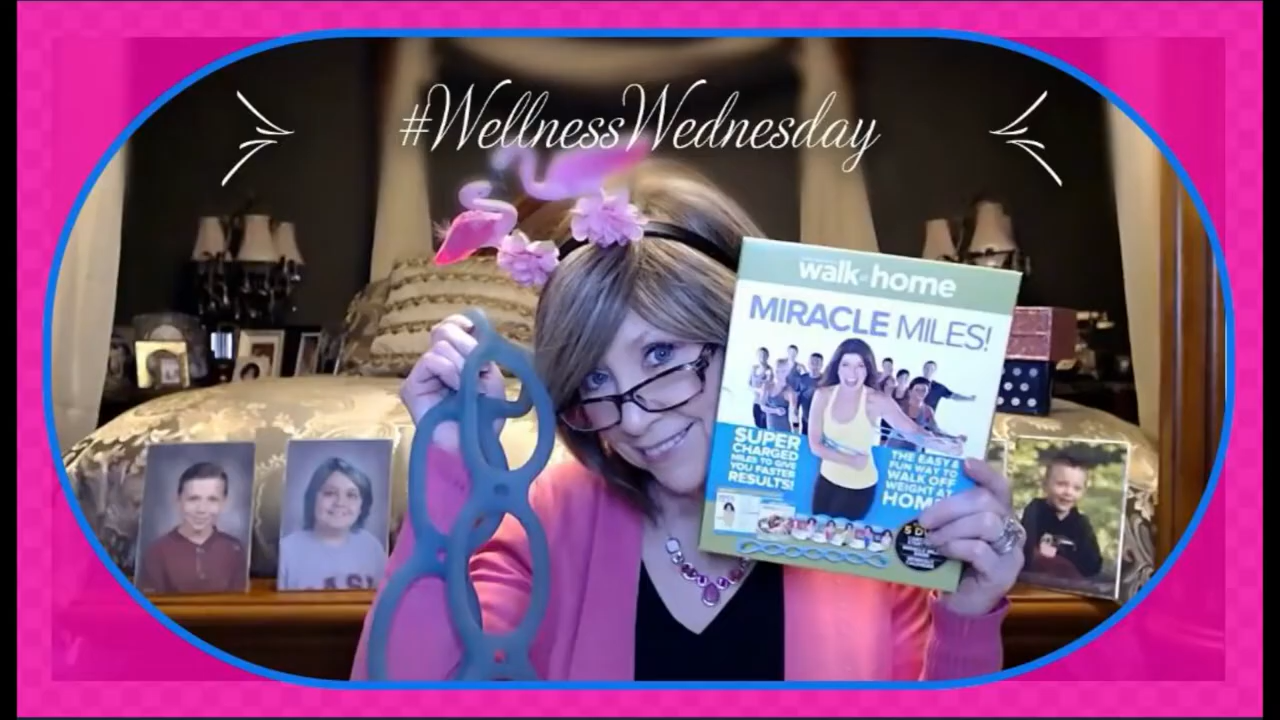 #WellnessWednesday
walk at home
MIRACLE MILES!
SUPER
CHARGED
MILES TO GIVE
YOU FASTER
RESULTS!
THE EASY &
FUN WAY TO
WALK OFF
WEIGHT AT
HOME